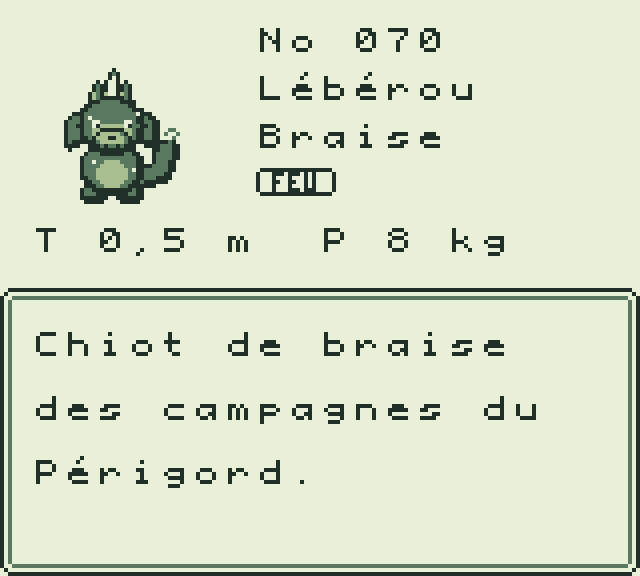 No 070
Lébérou
Braise
FEU
T 0,5 m P 8 kg
Chiot de braise
des campagnes du
Périgord.